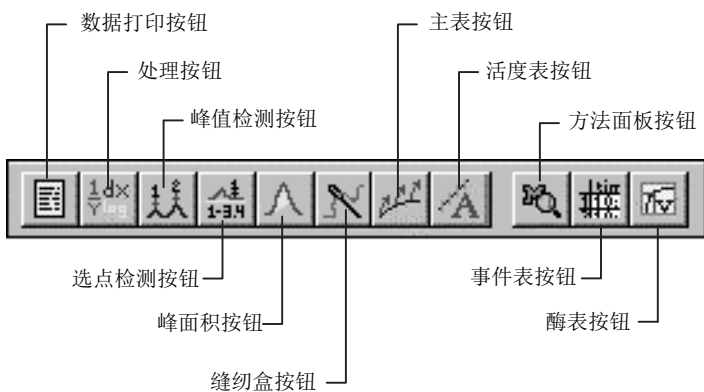 数据打印按钮
主表按钮
处理按钮
活度表按钮
峰值检测按钮
方法面板按钮
选点检测按钮
事件表按钮
峰面积按钮
酶表按钮
缝纫盒按钮